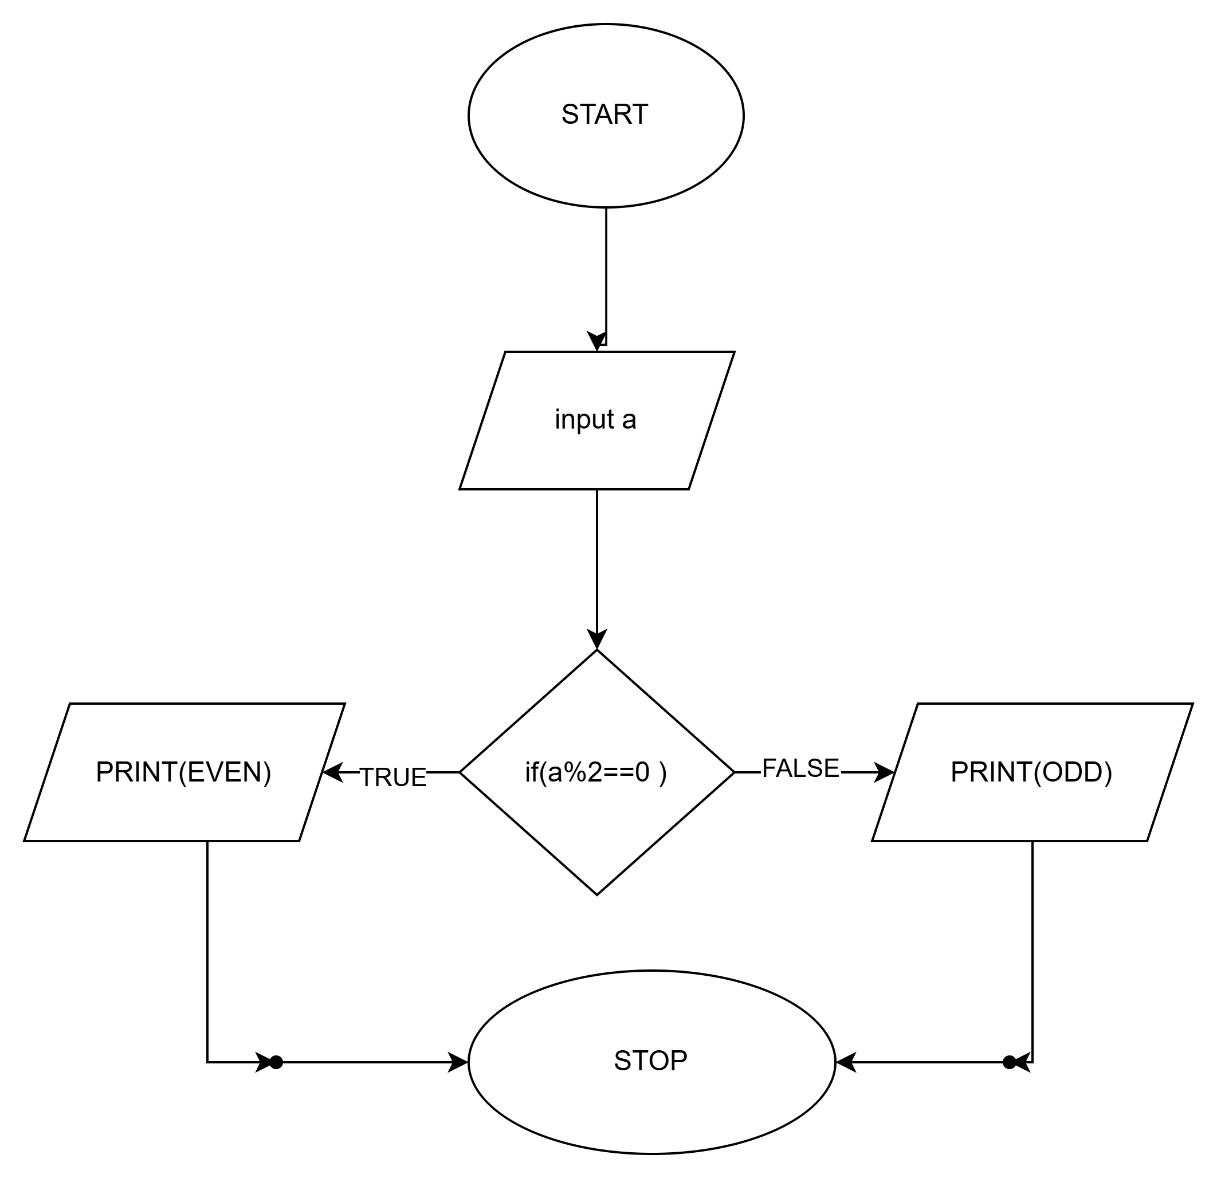 START
input a
PRINT(EVEN)
TRUE
if(a%2==0 )
FALSE
PRINT(ODD)
STOP